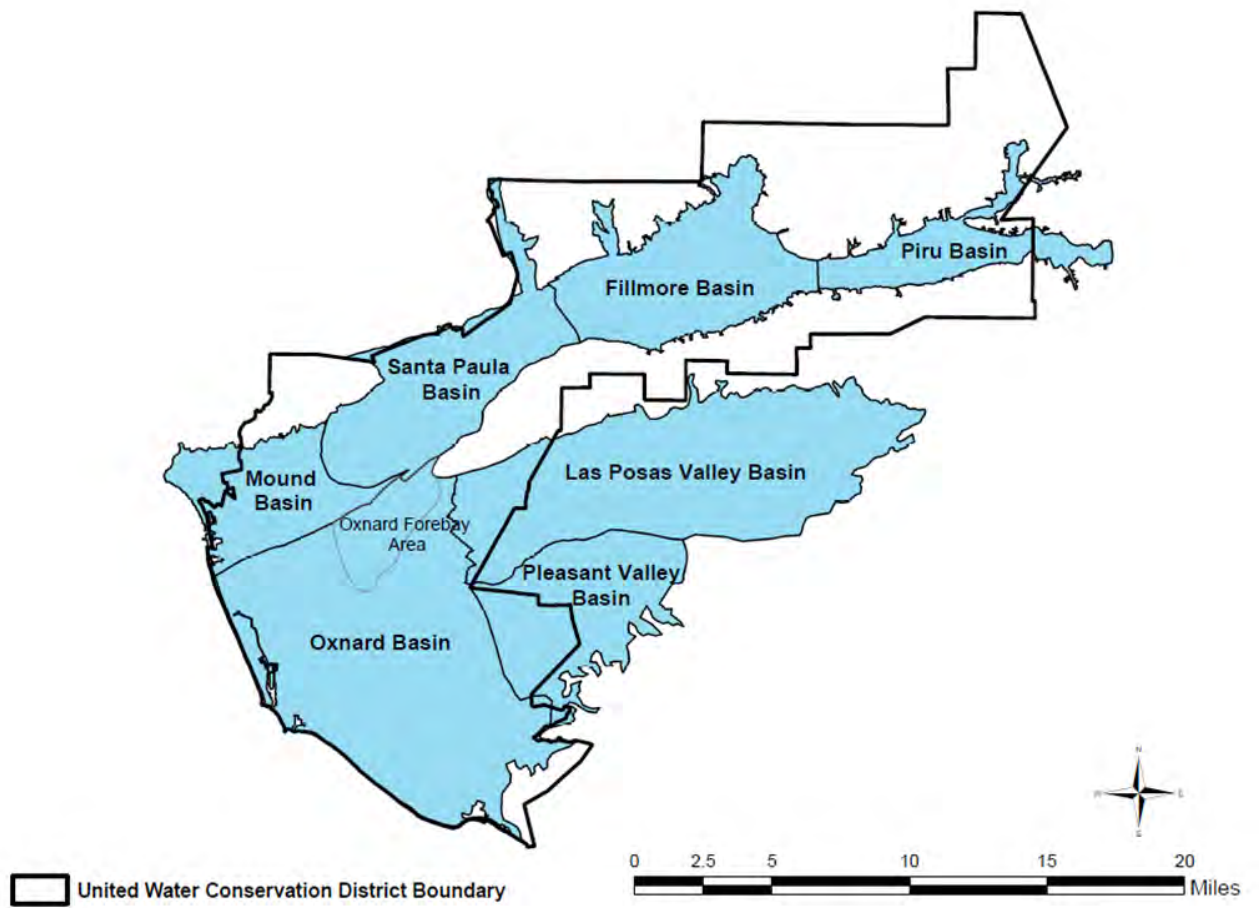 Piru Basin
Fillmore Basin
Santa Paula
Basin
Las Posas Valley Basin
Mound
Basin
Oxnard Forebay
Area
Pleasant Valley
Basin
Oxnard Basin
N
W
E
S
0
2.5
5
10
15
20
Miles
United Water Conservation District Boundary